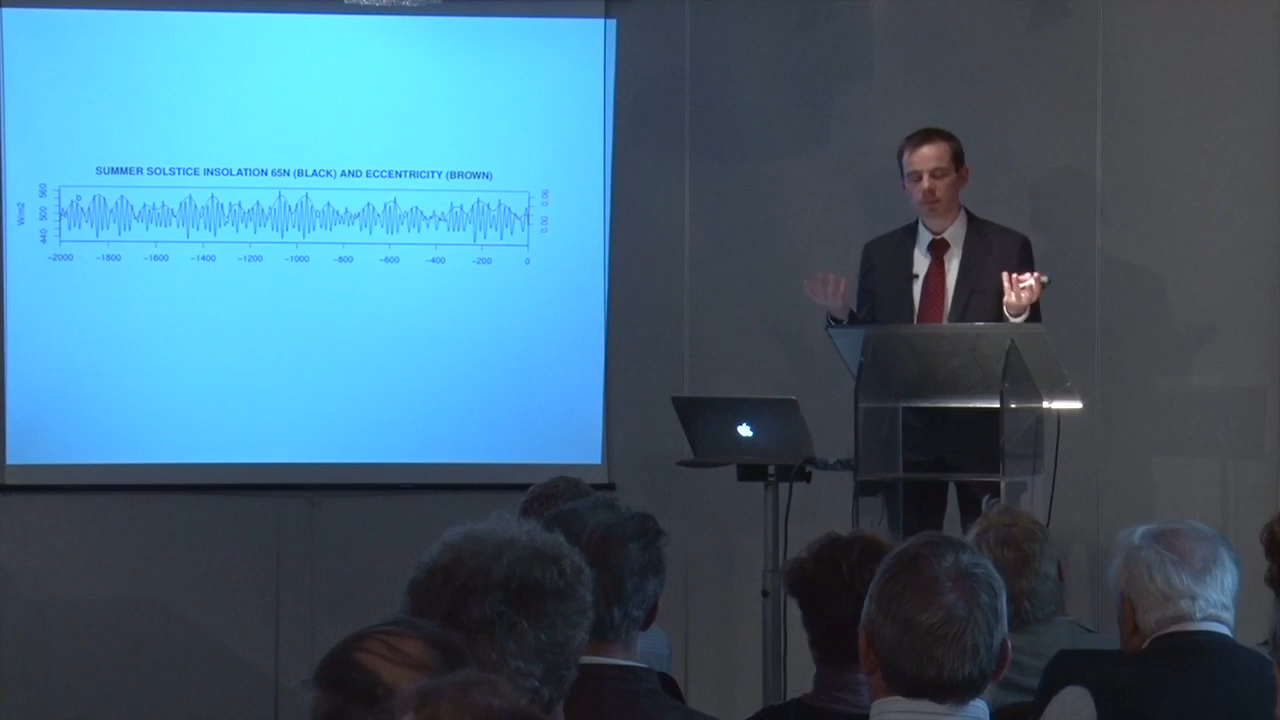 SUMMER SOLSTICE INSOLATION 65N (BLACK) AND ECCENTRICITY (BROWN)
W/m2
440 500 560
0.00 0.06
−2000 −1800 −1600 −1400 −1200 −1000 −800 −600 −400 −200 0